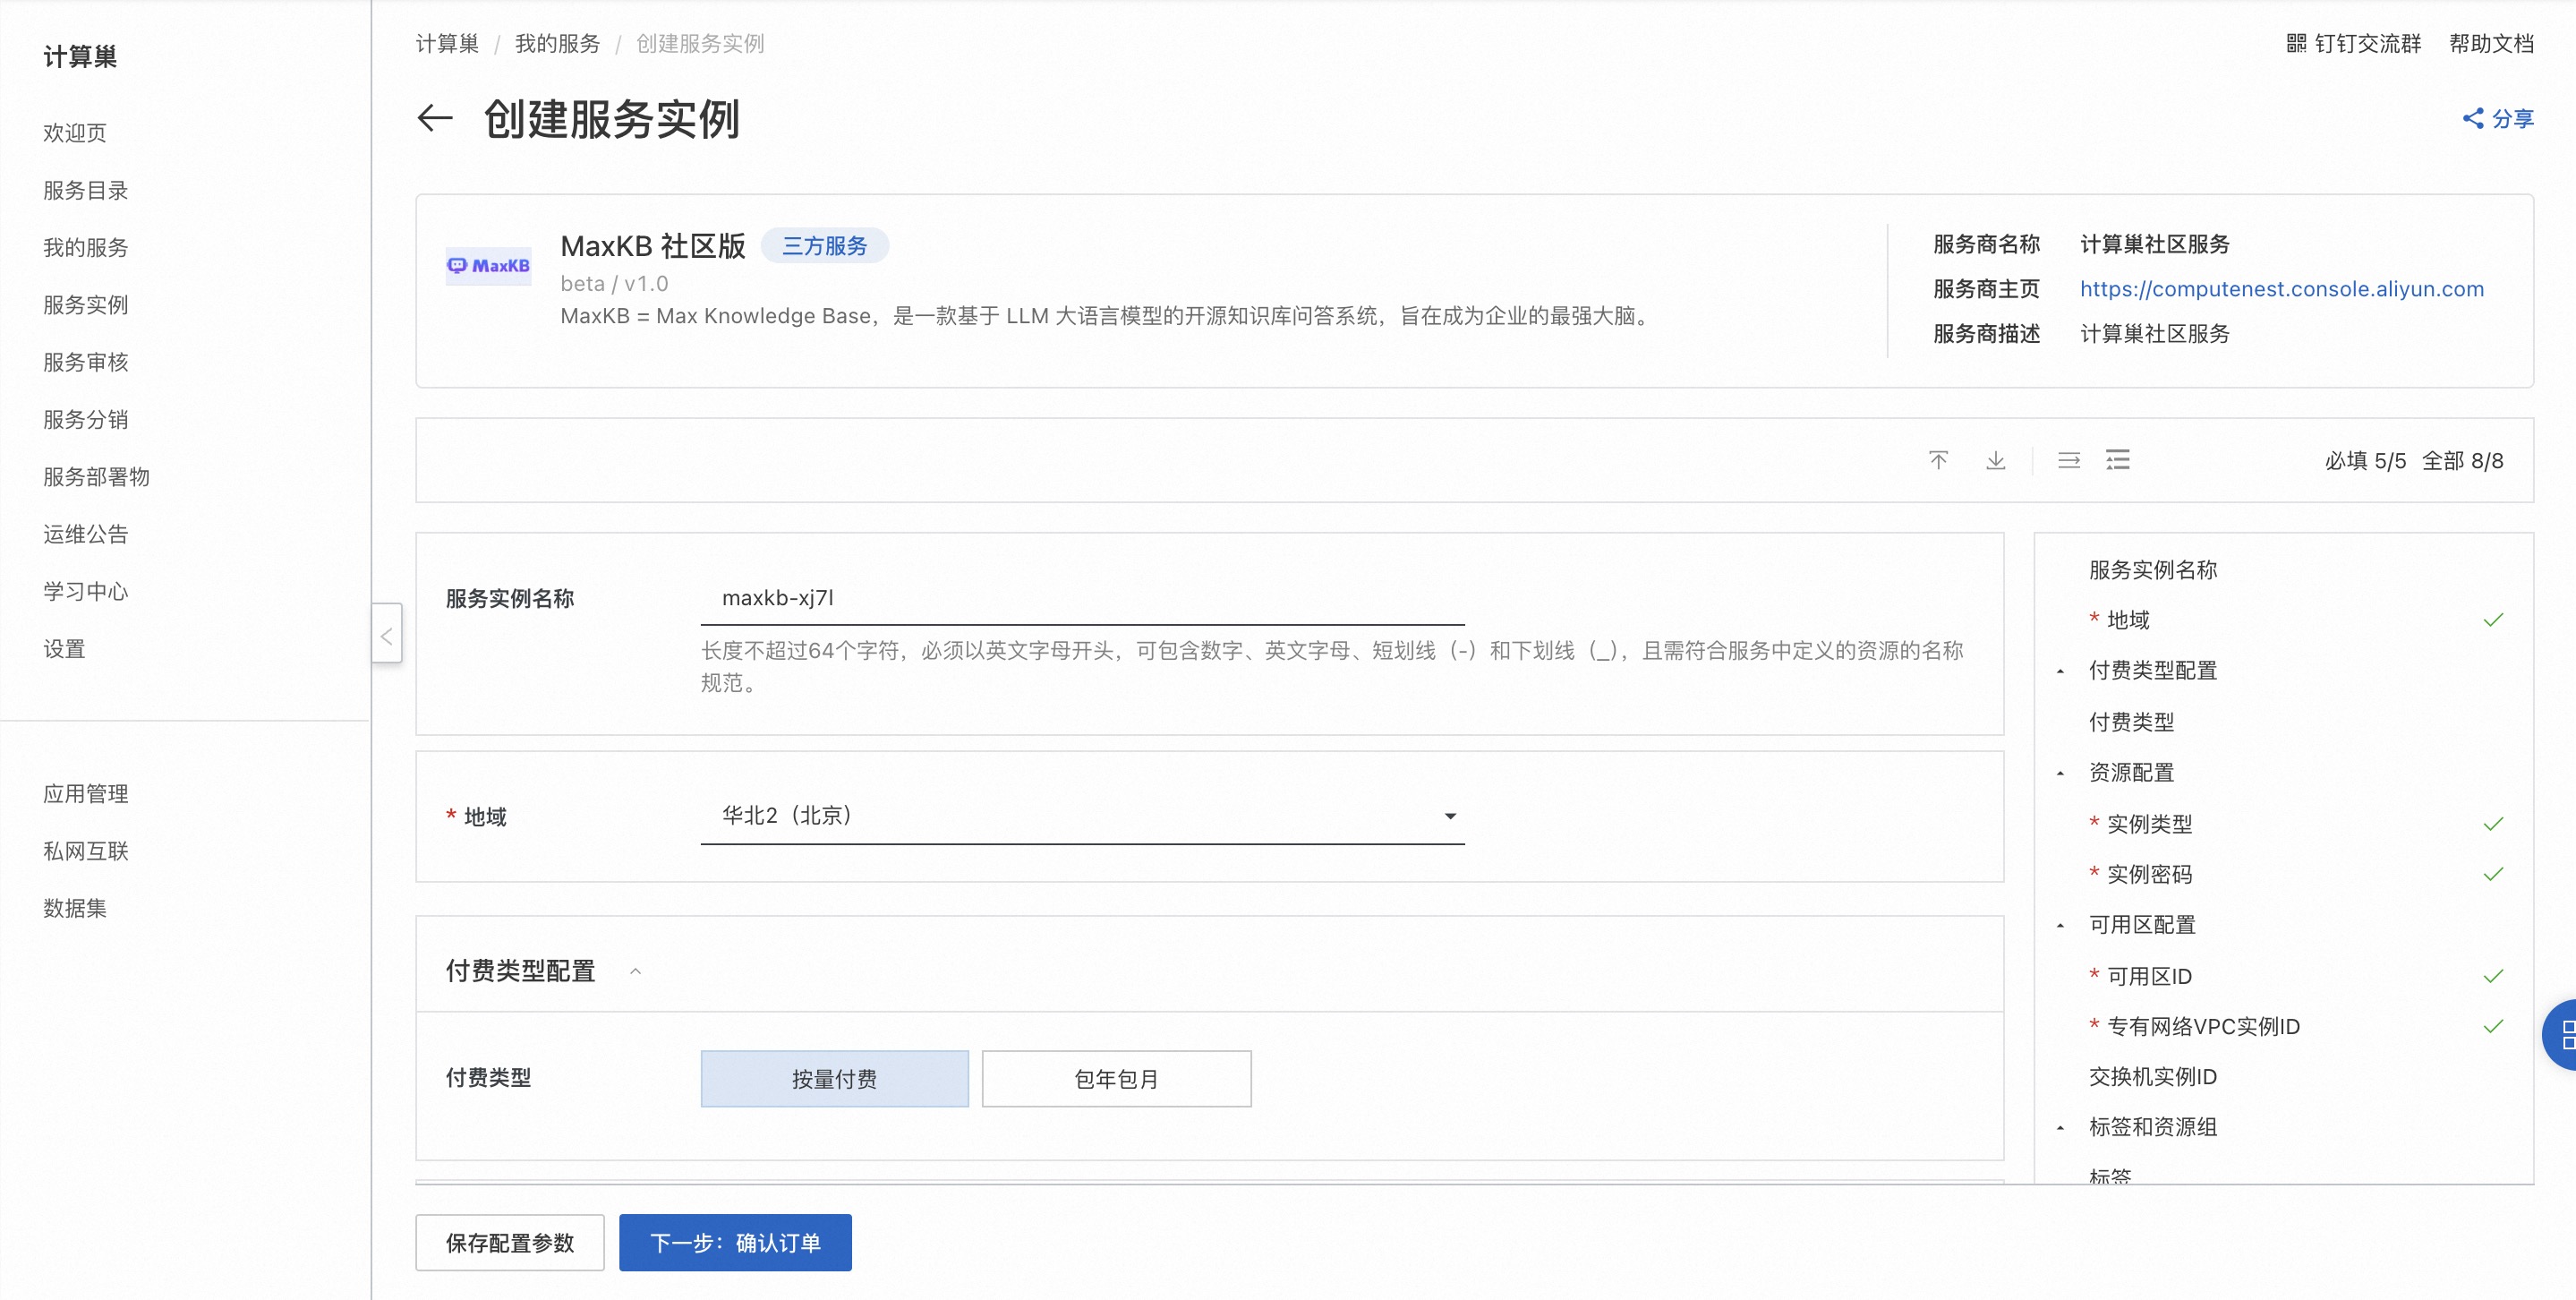 计算巢
欢迎页
服务目录
我的服务
服务实例
服务审核
服务分销
服务部署物
运维公告
学习中心
设置
应用管理
私网互联
数据集
计算巢 / 我的服务 / 创建服务实例
钉钉交流群 帮助文档
创建服务实例
分享
MaxKB
MaxKB 社区版 三方服务
beta / v1.0
MaxKB = Max Knowledge Base，是一款基于 LLM 大语言模型的开源知识库问答系统，旨在成为企业的最强大脑。
服务商名称 计算巢社区服务
服务商主页 https://computenest.console.aliyun.com
服务商描述 计算巢社区服务
必填 5/5 全部 8/8
服务实例名称 maxkb-xj7l
长度不超过64个字符，必须以英文字母开头，可包含数字、英文字母、短划线（-）和下划线（_），且需符合服务中定义的资源的名称
规范。
* 地域 华北2（北京）
付费类型配置
付费类型 按量付费 包年包月
服务实例名称
* 地域
付费类型配置
付费类型
资源配置
* 实例类型
* 实例密码
可用区配置
* 可用区ID
* 专有网络VPC实例ID
交换机实例ID
标签和资源组
标签
保存配置参数 下一步：确认订单